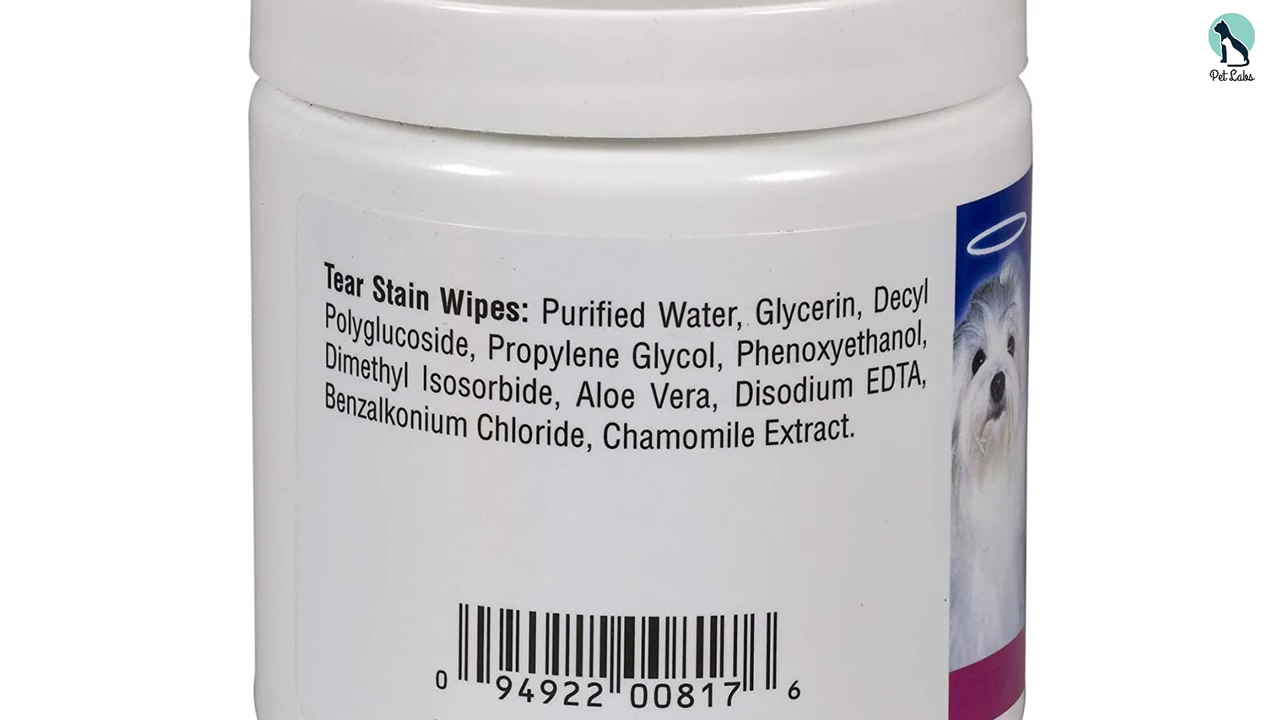 Pet Labs
Tear Stain Wipes: Purified Water, Glycerin, Decyl
Polyglucoside, Propylene Glycol, Phenoxyethanol,
Dimethyl Isosorbide, Aloe Vera, Disodium EDTA,
Benzalkonium Chloride, Chamomile Extract.
0 94922 00817 6